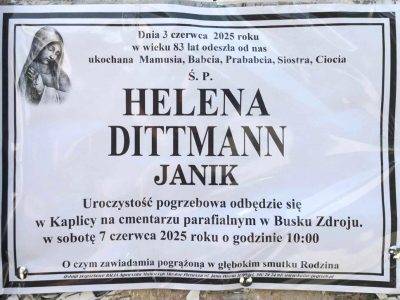 Dnia 3 czerwca 2025 roku
w wieku 83 lat odeszła od nas
ukochana Mamusia, Babcia, Prababcia, Siostra, Ciocia
Ś. P.
HELENA
DITTMANN
JANIK
Uroczystość pogrzebowa odbędzie się
w Kaplicy na cmentarzu parafialnym w Busku Zdroju.
w sobotę 7 czerwca 2025 roku o godzinie 10:00
O czym zawiadamia pogrążona w głębokim smutku Rodzina